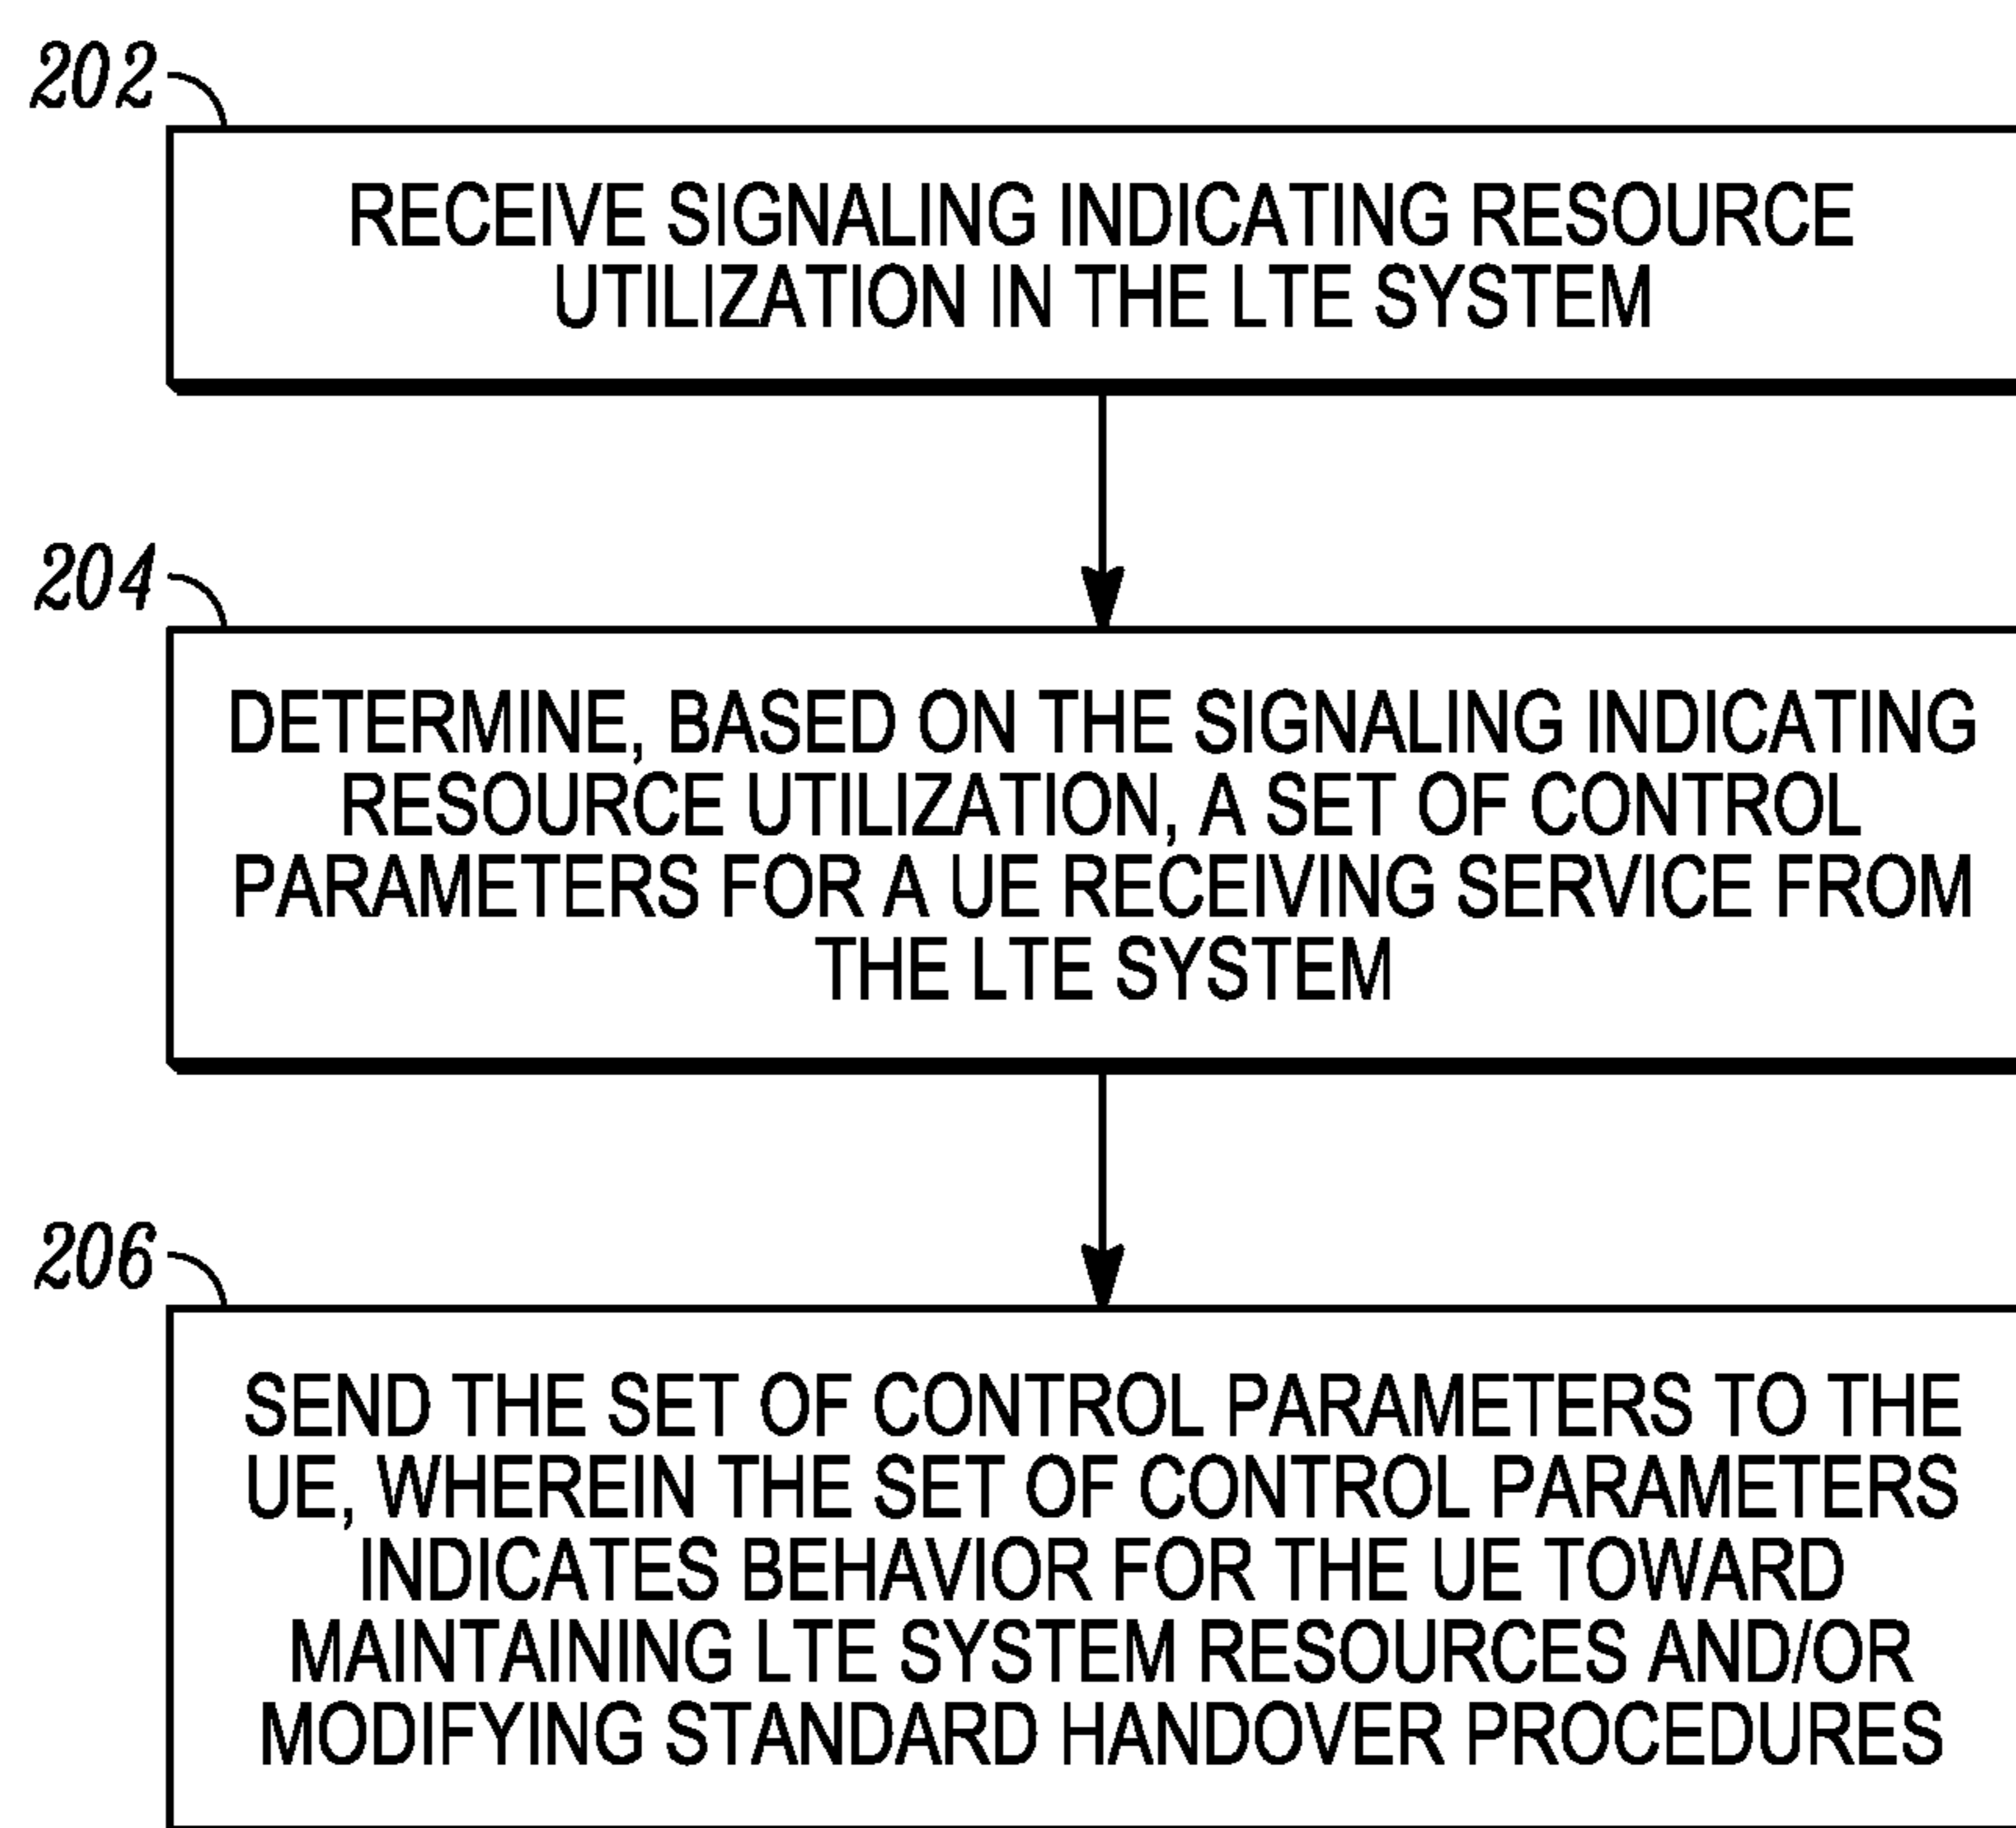 202
RECEIVE SIGNALING INDICATING RESOURCE
UTILIZATION IN THE LTE SYSTEM
204
DETERMINE, BASED ON THE SIGNALING INDICATING
RESOURCE UTILIZATION, A SET OF CONTROL
PARAMETERS FOR A UE RECEIVING SERVICE FROM
THE LTE SYSTEM
206
SEND THE SET OF CONTROL PARAMETERS TO THE
UE, WHEREIN THE SET OF CONTROL PARAMETERS
INDICATES BEHAVIOR FOR THE UE TOWARD
MAINTAINING LTE SYSTEM RESOURCES AND/OR
MODIFYING STANDARD HANDOVER PROCEDURES